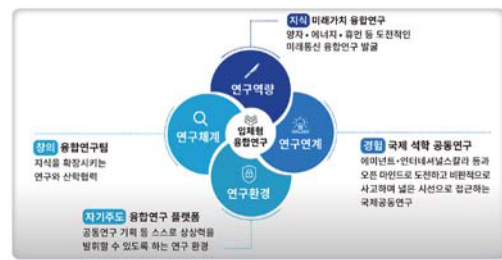 지식 미래가치 융합연구
양자 • 에너지 • 휴먼 등 도전적인
미래통신 융합연구 발굴
연구역량
연구체계
입체형
융합연구
연구연계
연구환경
창의 융합연구팀
지식을 확장시키는
연구와 산학협력
경험 국제 석학 공동연구
에미넌트•인터네셔널스칼라 등과
오픈 마인드로 도전하고 비판적으로
사고하며 넓은 시선으로 접근하는
국제공동연구
자기주도 융합연구 플랫폼
공동연구 기획 등 스스로 상상력을
발휘할 수 있도록 하는 연구 환경